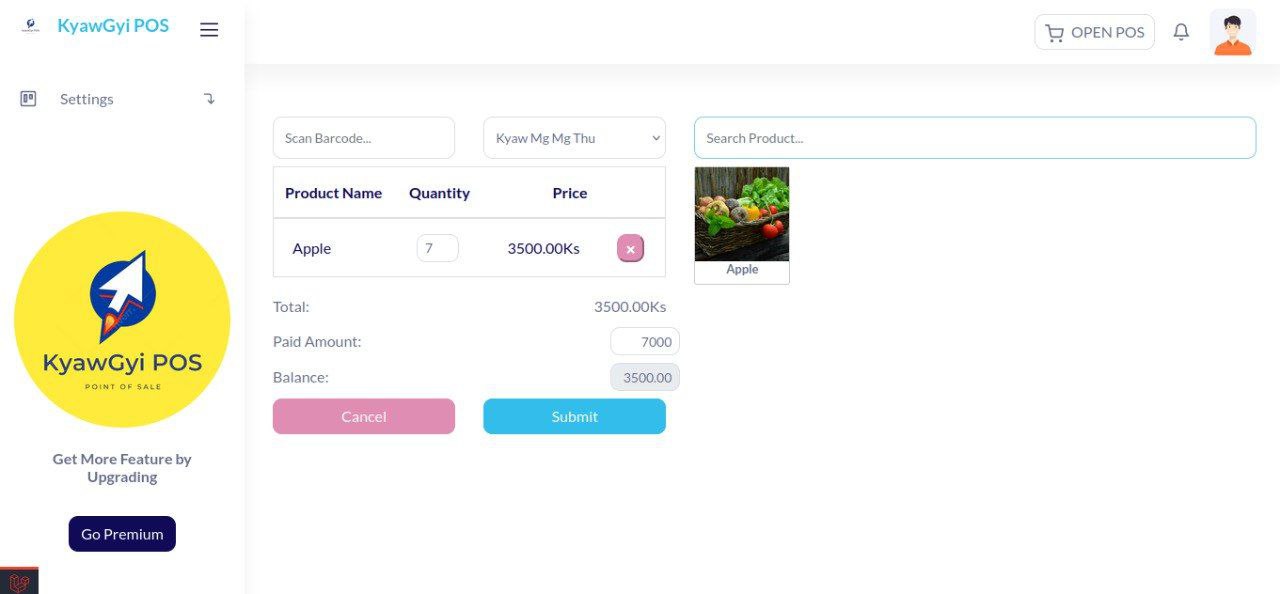 KyawGyi POS
OPEN POS
Settings
Scan Barcode...
Kyaw Mg Mg Thu
Search Product...
Product Name Quantity Price
Apple 7 3500.00Ks ×
Apple
Total: 3500.00Ks
Paid Amount: 7000
Balance: 3500.00
Cancel Submit
KyawGyi POS
POINT OF SALE
Get More Feature by
Upgrading
Go Premium